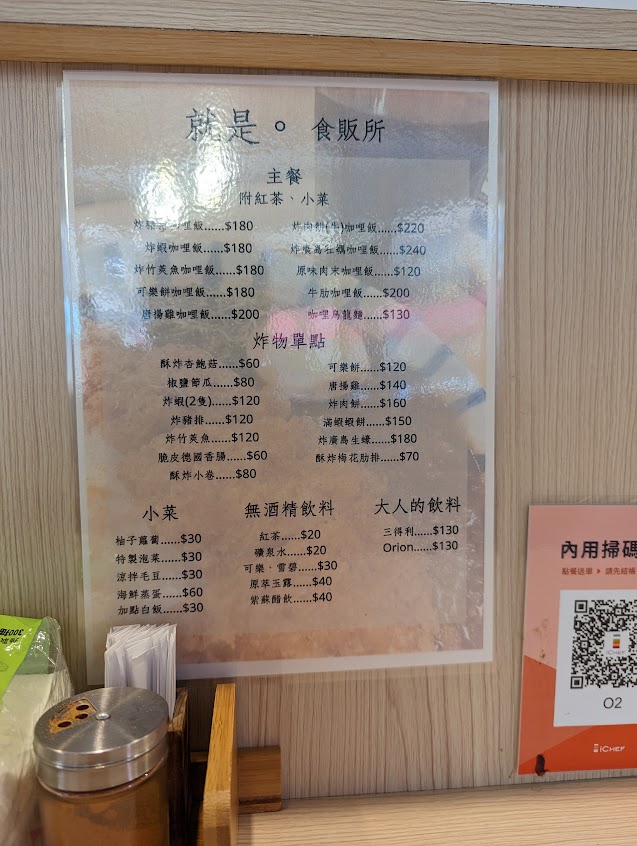 就是。 食販所
主餐
附紅茶、小菜
炸豬排咖哩飯......$180
炸蝦咖哩飯......$180
炸竹莢魚咖哩飯......$180
可樂餅咖哩飯......$180
唐揚雞咖哩飯......$200
炸肉餅(牛)咖哩飯......$220
炸廣島牡蠣咖哩飯......$240
原味肉末咖哩飯......$120
牛肋咖哩飯......$200
咖哩烏龍麵......$130
炸物單點
酥炸杏鮑菇......$60
椒鹽節瓜......$80
炸蝦(2隻)......$120
炸豬排......$120
炸竹莢魚......$120
脆皮德國香腸......$60
酥炸小卷......$80
可樂餅......$120
唐揚雞......$140
炸肉餅......$160
滿蝦蝦餅......$150
炸廣島生蠔......$180
酥炸梅花肋排......$70
小菜
柚子蘿蔔......$30
特製泡菜......$30
涼拌毛豆......$30
海鮮蒸蛋......$60
加點白飯......$30
無酒精飲料
紅茶......$20
礦泉水......$20
可樂、雪碧......$30
原萃玉露......$40
紫蘇醋飲......$40
大人的飲料
三得利......$130
Orion......$130
內用掃碼
點餐送單 ▶ 請先結帳
iCHEF
O2
iCHEF